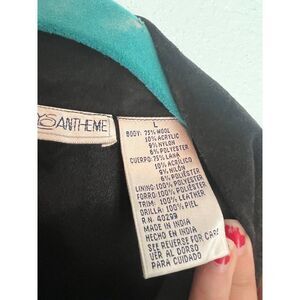 ANTHEME
L
BODY: 75% WOOL
10% ACRYLIC
9% NYLON
6% POLYESTER
CUERPO: 75% LANA
10% ACRILICO
9% NILON
6% POLIESTER
LINING: 100% POLYESTER
FORRO: 100% POLIESTER
TRIM: 100% LEATHER
ORILLA: 100% PIEL
R.N. 40299
MADE IN INDIA
HECHO EN INDIA
SEE REVERSE FOR CARE
VER AL DORSO
PARA CUIDADO